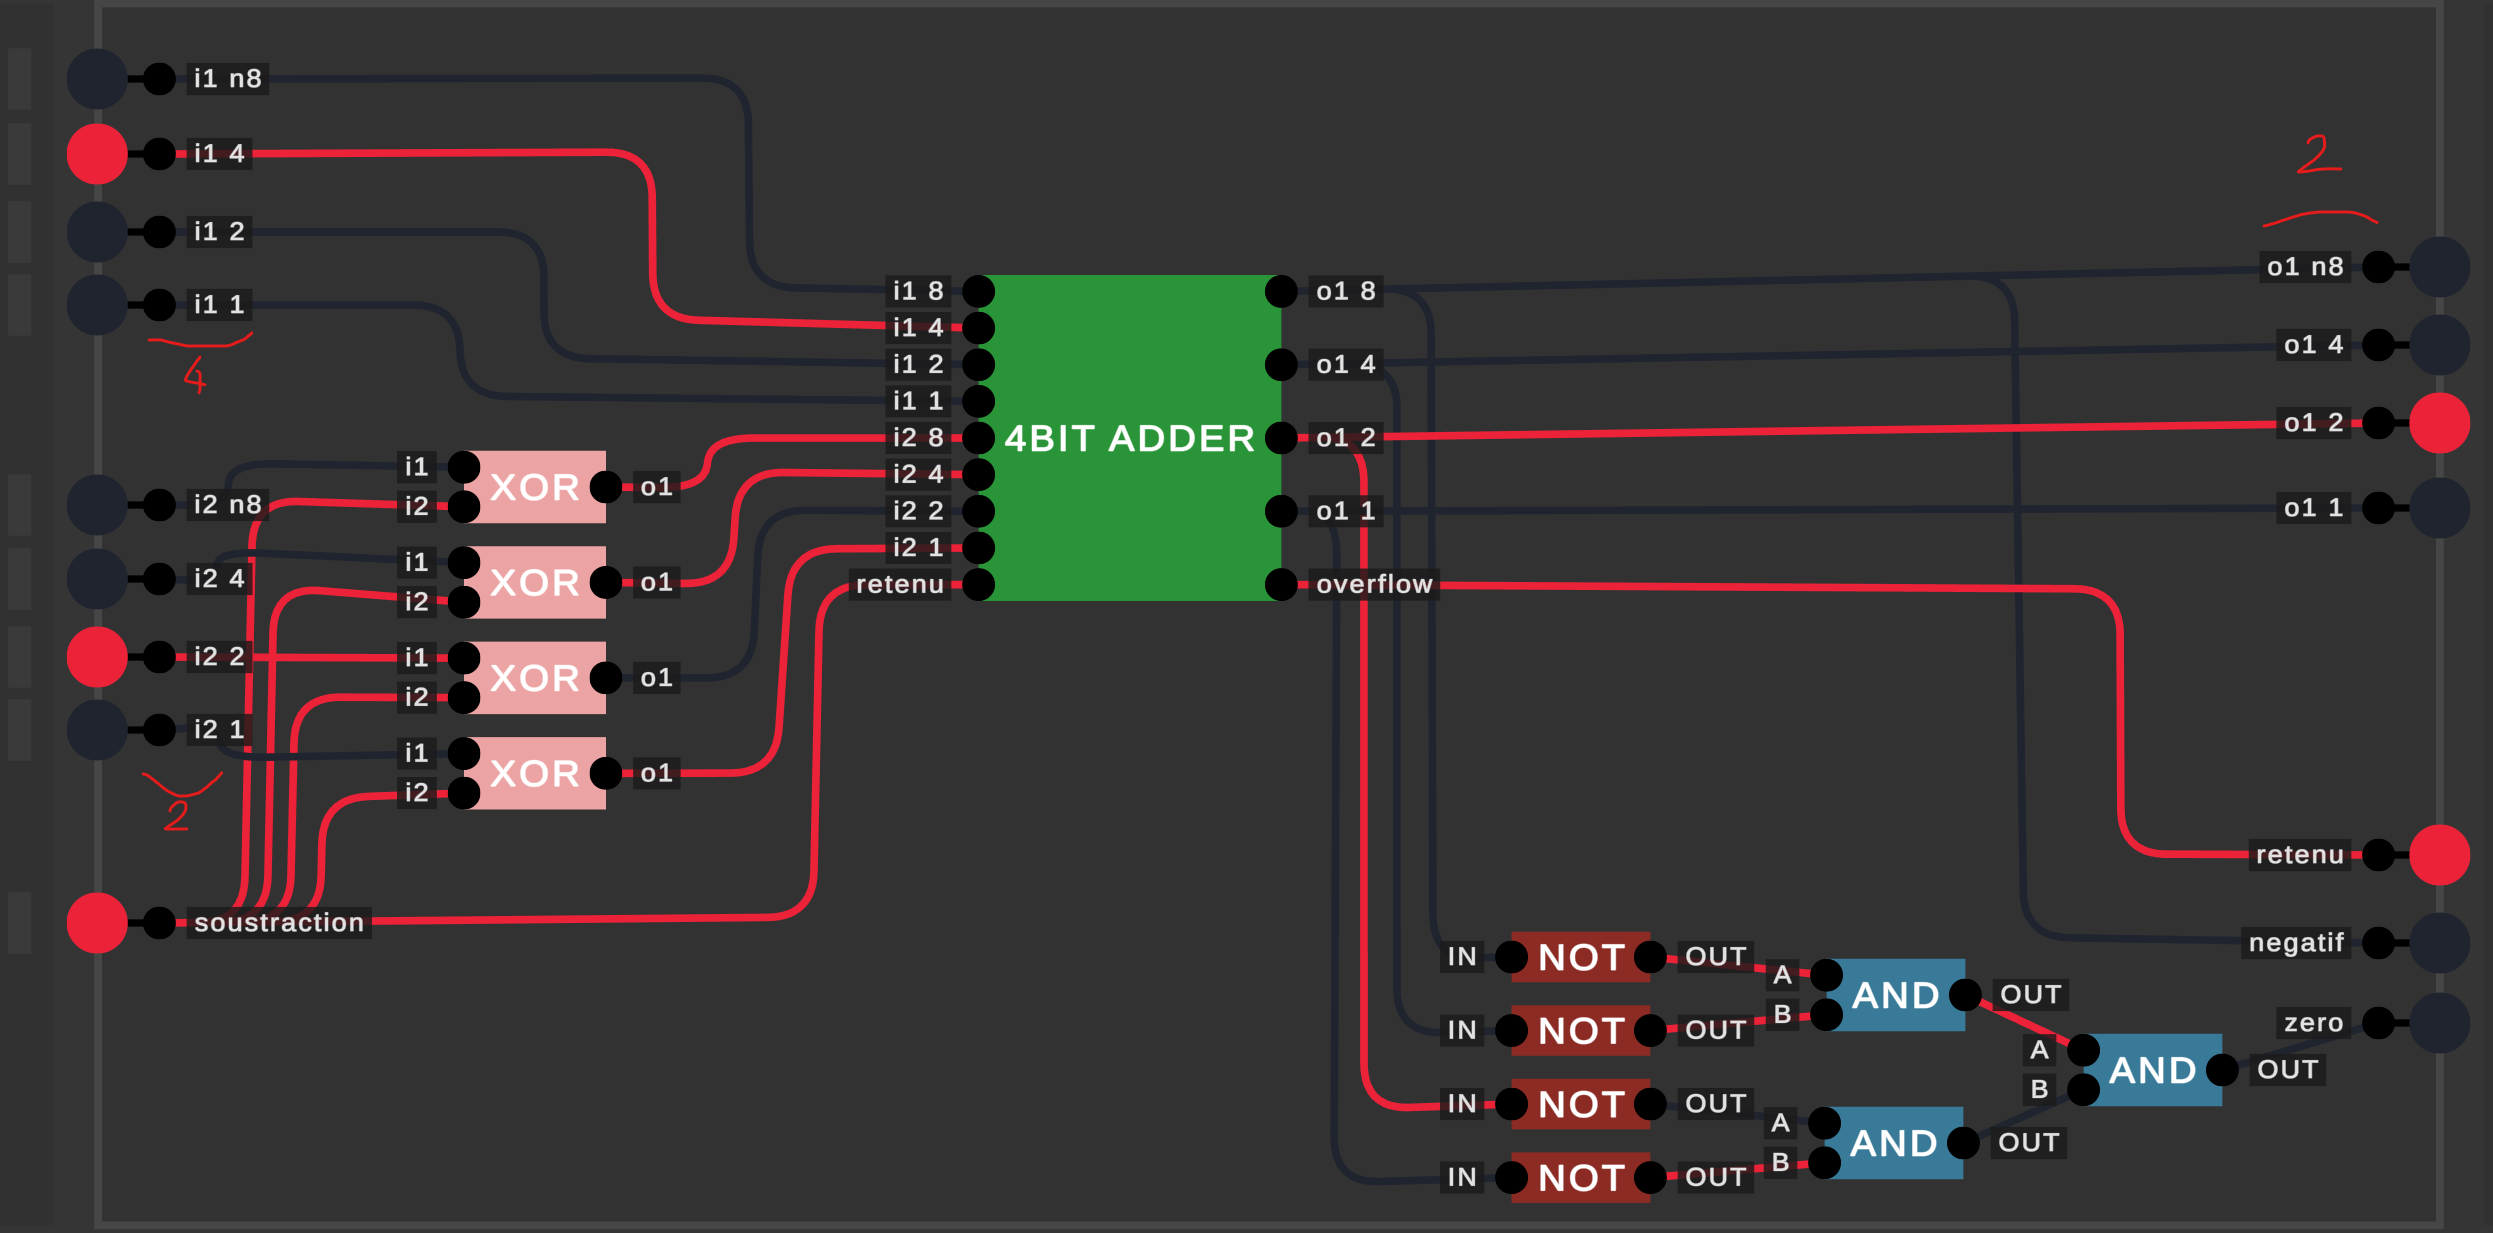 i1 n8
i1 4
i1 2
i1 1
4
i2 n8
i2 4
i2 2
i2 1
2
soustraction
i1
i2
XOR
o1
i1
i2
XOR
o1
i1
i2
XOR
o1
i1
i2
XOR
o1
i1 8
i1 4
i1 2
i1 1
i2 8
i2 4
i2 2
i2 1
retenu
4BIT ADDER
o1 8
o1 4
o1 2
o1 1
overflow
IN
NOT
OUT
IN
NOT
OUT
IN
NOT
OUT
IN
NOT
OUT
A
B
AND
OUT
A
B
AND
OUT
A
B
AND
OUT
2
o1 n8
o1 4
o1 2
o1 1
retenu
negatif
zero